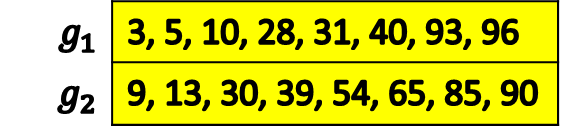 g₁ 3, 5, 10, 28, 31, 40, 93, 96
g₂ 9, 13, 30, 39, 54, 65, 85, 90